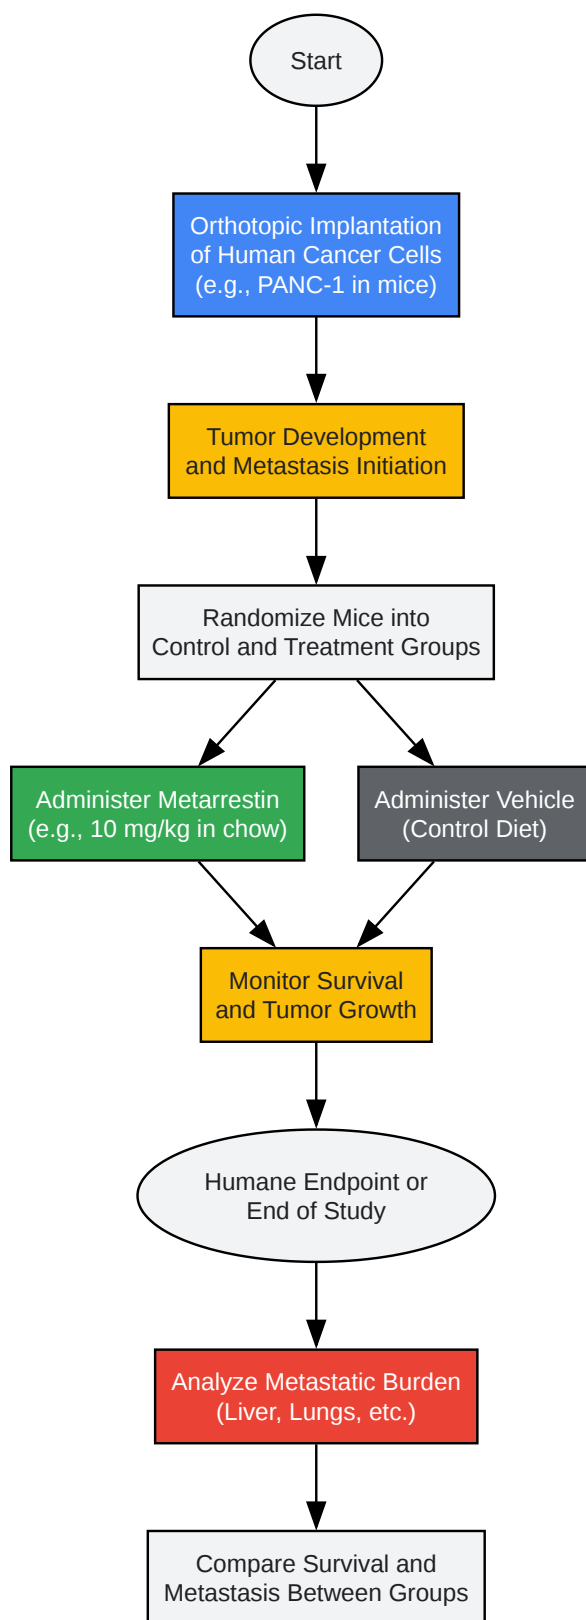 Start
Orthotopic Implantation
of Human Cancer Cells
(e.g., PANC-1 in mice)
Tumor Development
and Metastasis Initiation
Randomize Mice into
Control and Treatment Groups
Administer Metarrestin
(e.g., 10 mg/kg in chow)
Administer Vehicle
(Control Diet)
Monitor Survival
and Tumor Growth
Humane Endpoint or
End of Study
Analyze Metastatic Burden
(Liver, Lungs, etc.)
Compare Survival and
Metastasis Between Groups